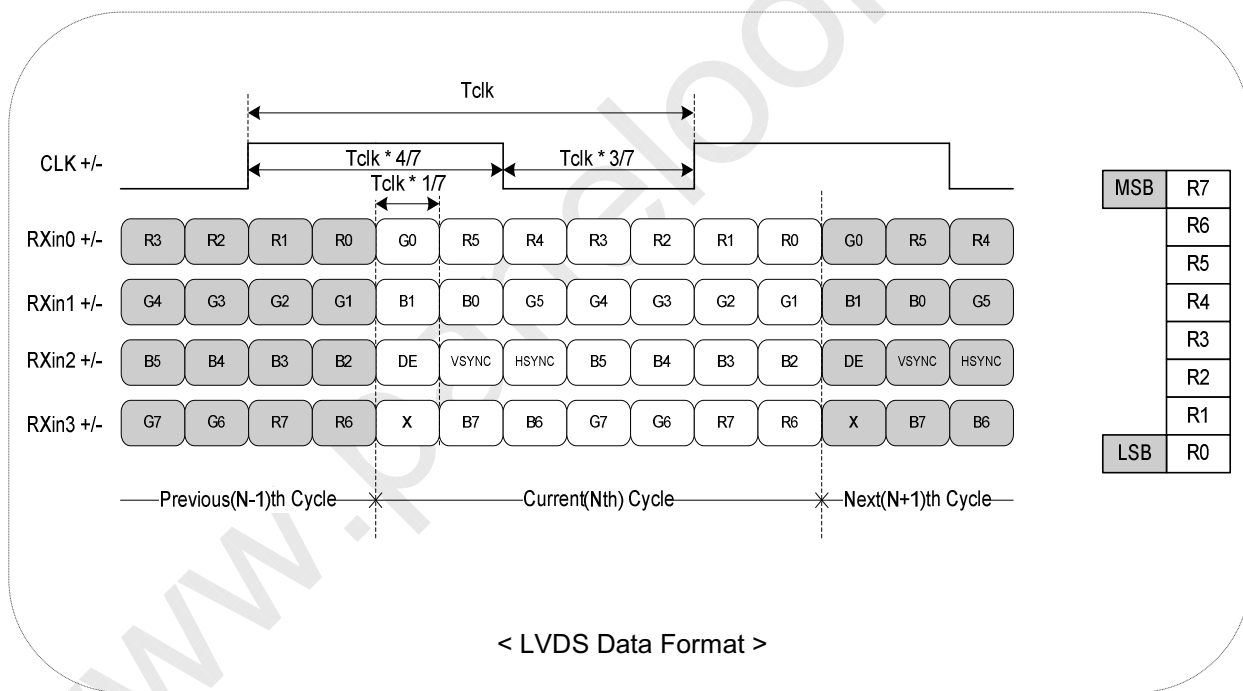 Tclk
CLK +/-
Tclk * 4/7
Tclk * 3/7
Tclk * 1/7
MSB R7
R6
R5
R4
R3
R2
R1
LSB R0
RXin0 +/- R3 R2 R1 R0 G0 R5 R4 R3 R2 R1 R0 G0 R5 R4
RXin1 +/- G4 G3 G2 G1 B1 B0 G5 G4 G3 G2 G1 B1 B0 G5
RXin2 +/- B5 B4 B3 B2 DE VSYNC HSYNC B5 B4 B3 B2 DE VSYNC HSYNC
RXin3 +/- G7 G6 R7 R6 X B7 B6 G7 G6 R7 R6 X B7 B6
Previous(N-1)th Cycle Current(Nth) Cycle Next(N+1)th Cycle
< LVDS Data Format >